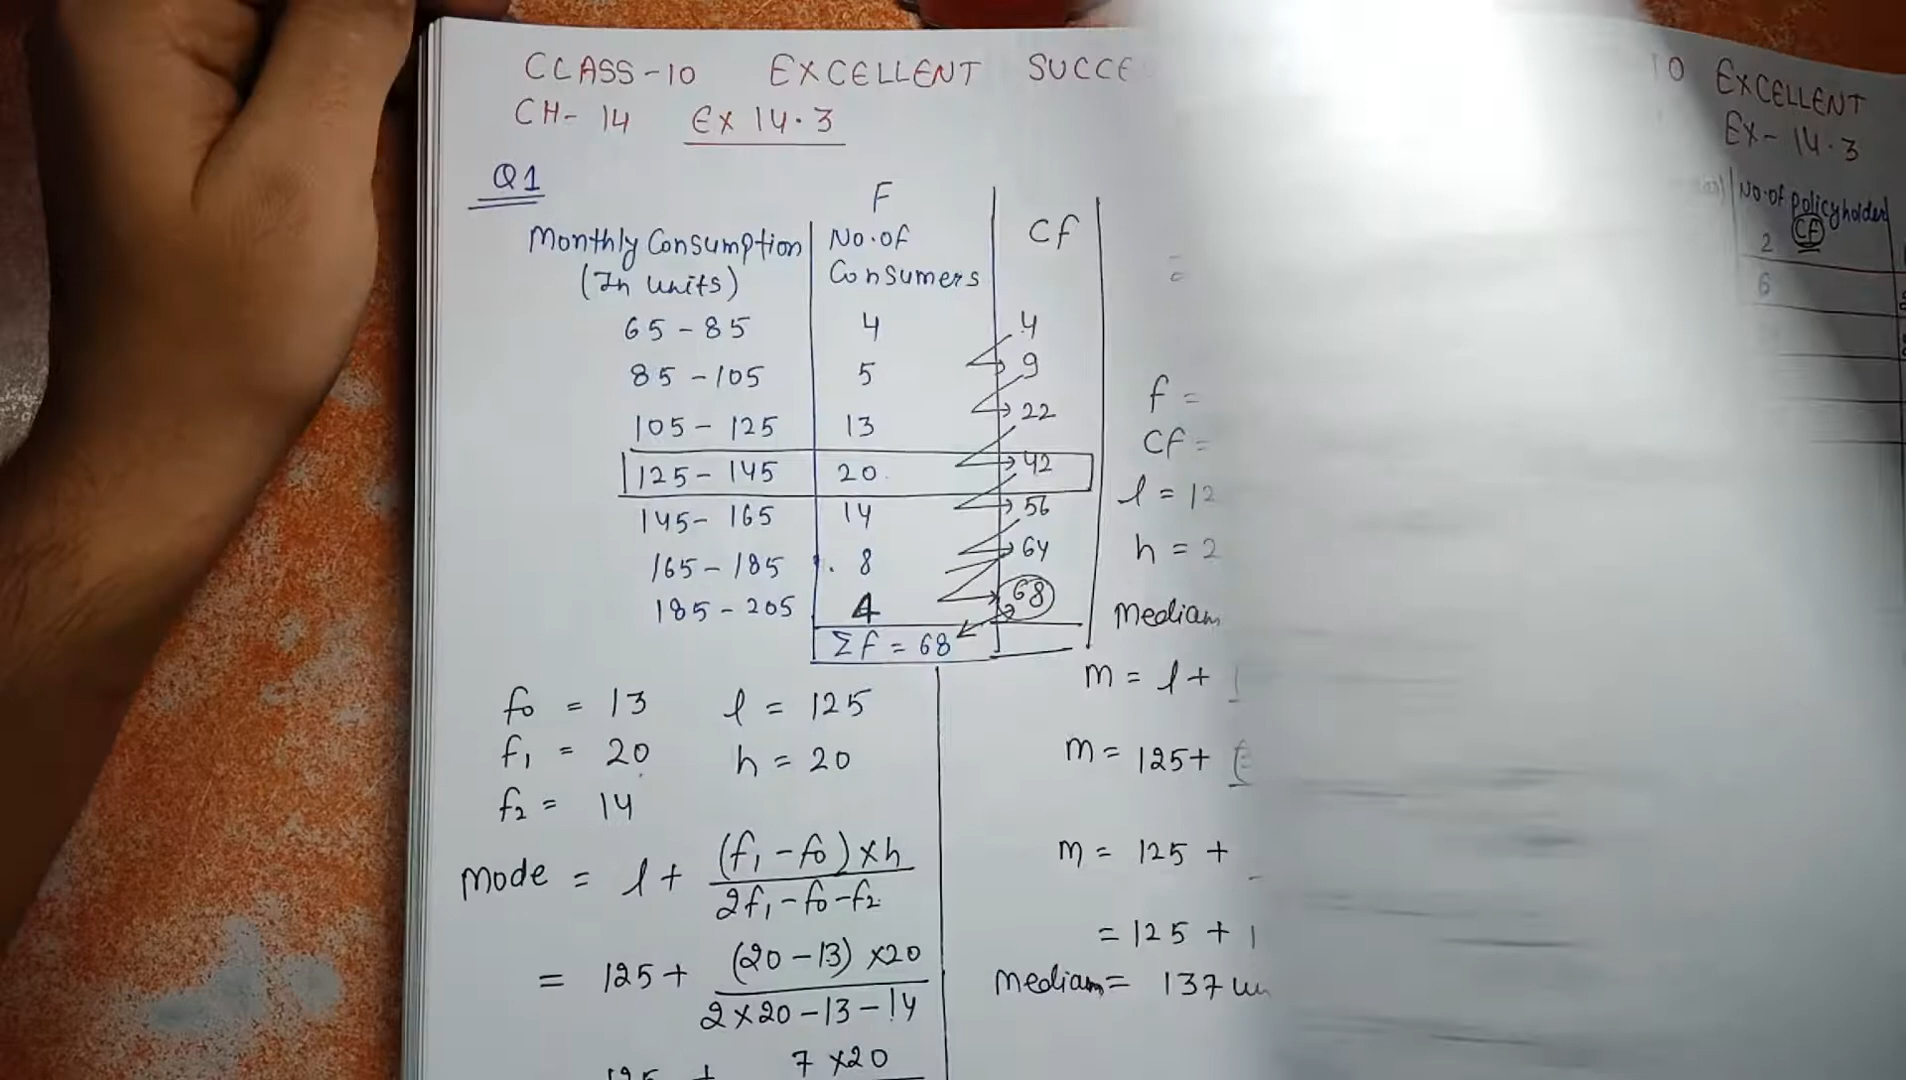 CLASS-10 EXCELLENT
CH- 14 Ex 14.3
Q1
F
Monthly Consumption | No. of | Cf
(In units) | Consumers
65 - 85 4 4
85 - 105 5 9
105 - 125 13 22
125 - 145 20 42
145 - 165 14 56
165 - 185 8 64
185 - 205 4 68
Σf = 68
f0 = 13 l = 125
f1 = 20 h = 20
f2 = 14
Mode = l + (f1 - f0) x h
2f1 - f0 - f2
= 125 + (20 - 13) x20
2 x 20 - 13 - 14
7 x20
f =
Cf =
l = 12
h = 2
Median
m = l +
m = 125 +
m = 125 +
= 125 + 1
Median = 137
EXCELLENT
Ex - 14.3
No. of policyholder
CF
2
6